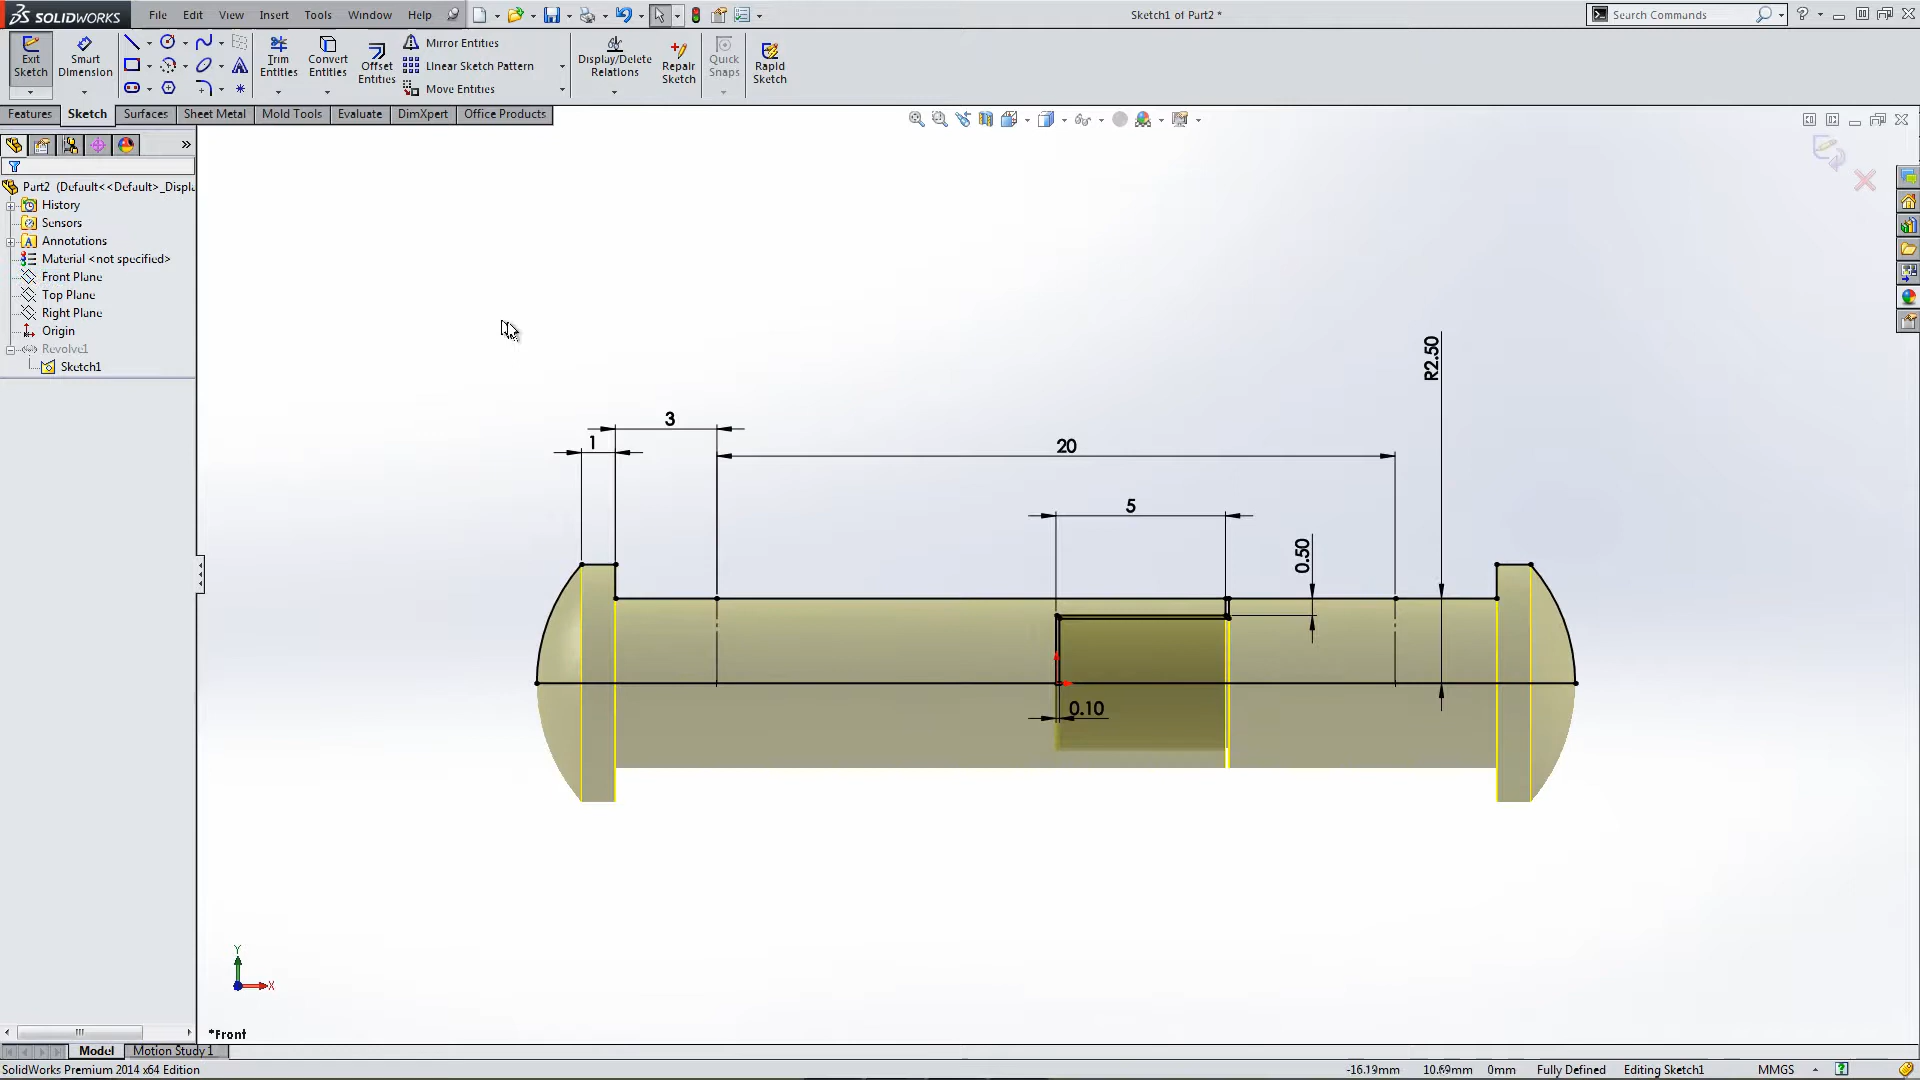 SOLIDWORKS File Edit View Insert Tools Window Help Sketch1 of Part2 * Search Commands
Exit Sketch Smart Dimension Trim Entities Convert Entities Offset Entities Mirror Entities Linear Sketch Pattern Move Entities Display/Delete Relations Repair Sketch Quick Snaps Rapid Sketch
Features Sketch Surfaces Sheet Metal Mold Tools Evaluate DimXpert Office Products
Part2 (Default<<Default>_Displa
History
Sensors
Annotations
Material <not specified>
Front Plane
Top Plane
Right Plane
Origin
Revolve1
Sketch1
R2.50
3
1
20
5
0.50
0.10
Y
X
*Front
Model Motion Study 1
SolidWorks Premium 2014 x64 Edition -16.19mm 10.69mm 0mm Fully Defined Editing Sketch1 MMGS